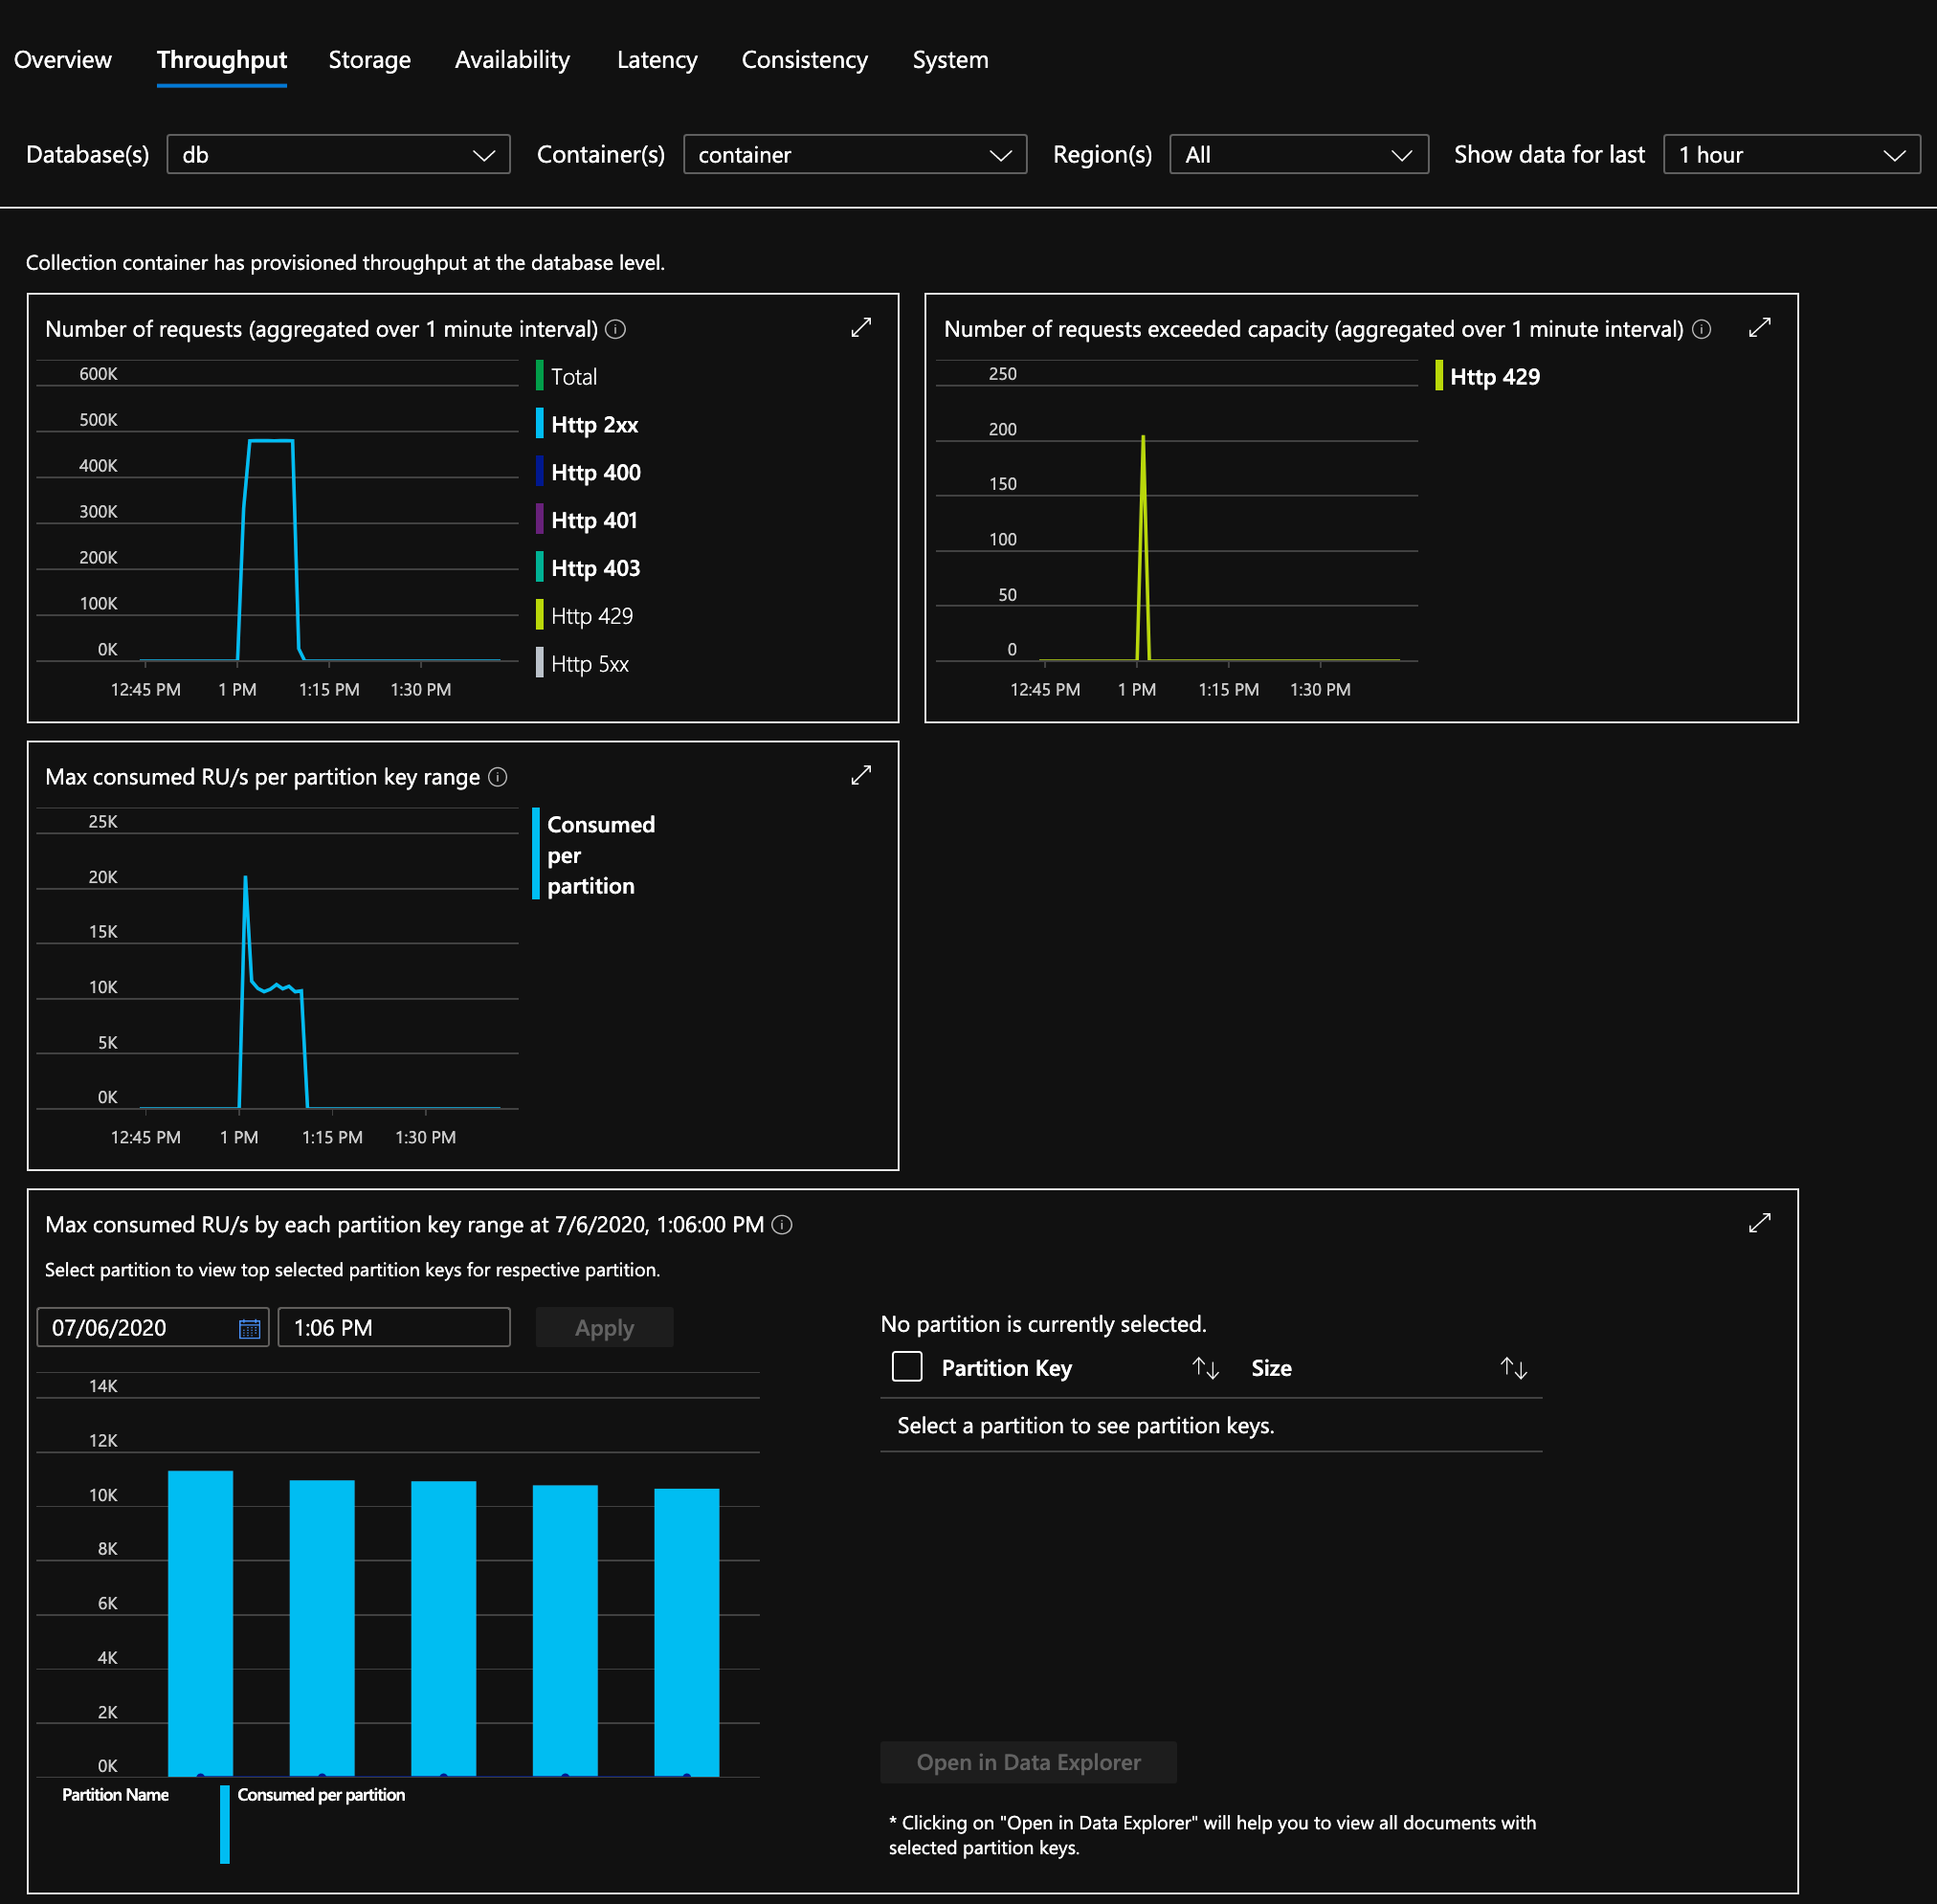 Overview Throughput Storage Availability Latency Consistency System
Database(s) db Container(s) container Region(s) All Show data for last 1 hour
Collection container has provisioned throughput at the database level.
Number of requests (aggregated over 1 minute interval)
600K
500K
400K
300K
200K
100K
0K
12:45 PM 1 PM 1:15 PM 1:30 PM
Total
Http 2xx
Http 400
Http 401
Http 403
Http 429
Http 5xx
Number of requests exceeded capacity (aggregated over 1 minute interval)
250
200
150
100
50
0
12:45 PM 1 PM 1:15 PM 1:30 PM
Http 429
Max consumed RU/s per partition key range
25K
20K
15K
10K
5K
0K
12:45 PM 1 PM 1:15 PM 1:30 PM
Consumed
per
partition
Max consumed RU/s by each partition key range at 7/6/2020, 1:06:00 PM
Select partition to view top selected partition keys for respective partition.
07/06/2020 1:06 PM Apply
14K
12K
10K
8K
6K
4K
2K
0K
Partition Name Consumed per partition
No partition is currently selected.
Partition Key Size
Select a partition to see partition keys.
Open in Data Explorer
* Clicking on "Open in Data Explorer" will help you to view all documents with
selected partition keys.